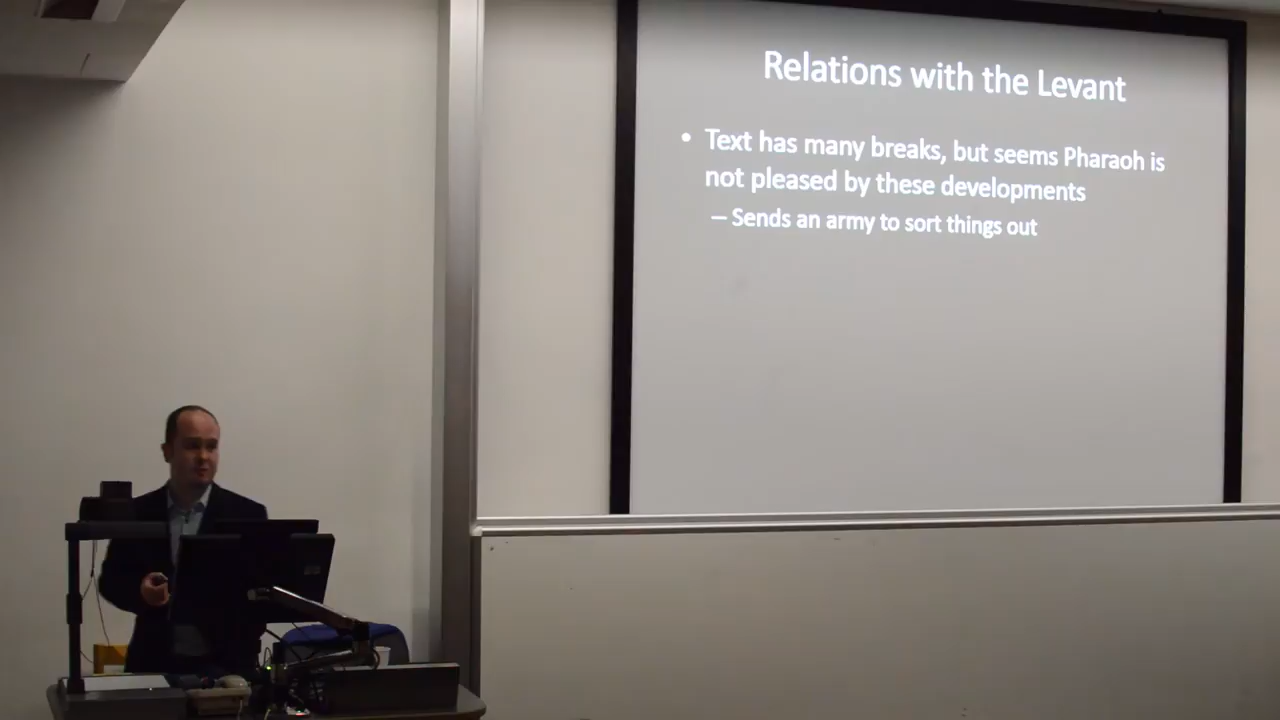 Relations with the Levant
• Text has many breaks, but seems Pharaoh is
not pleased by these developments
– Sends an army to sort things out